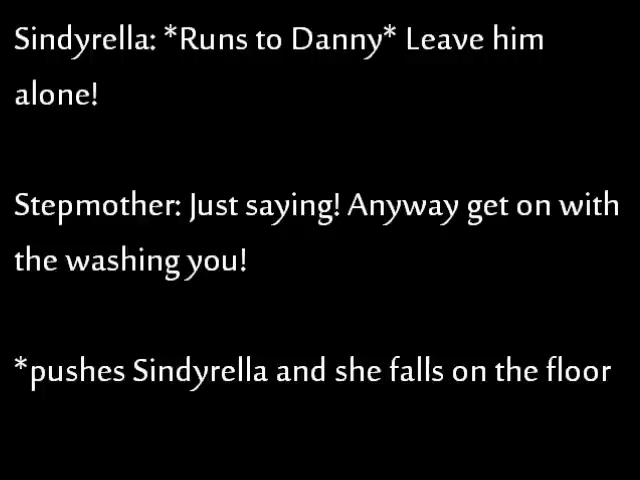 Sindyrella: *Runs to Danny* Leave him
alone!
Stepmother: Just saying! Anyway get on with
the washing you!
*pushes Sindyrella and she falls on the floor